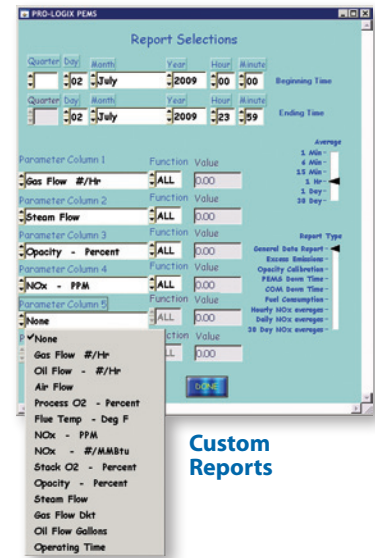 PRO-LOGIX PEMS
Report Selections
Quarter Day Month Year Hour Minute
02 July 2009 00 00 Beginning Time
Quarter Day Month Year Hour Minute
02 July 2009 23 59 Ending Time
Average
1 Min-
6 Min-
15 Min-
1 Hr-
1 Day-
30 Day-
Parameter Column 1 Function Value
Gas Flow #/Hr ALL 0.00
Parameter Column 2 Function Value
Steam Flow ALL 0.00
Parameter Column 3 Function Value
Opacity - Percent ALL 0.00
Parameter Column 4 Function Value
NOx - PPM ALL 0.00
Parameter Column 5 Function Value
None ALL 0.00
Report Type
General Data Report-
Excess Emissions-
Opacity Calibration-
PEMS Down Time-
COM Down Time-
Fuel Consumption-
Hourly NOx averages-
Daily NOx averages-
30 Day NOx averages-
P ction Value
LL 0.00
✓None
Gas Flow #/Hr
Oil Flow - #/Hr
Air Flow
Process O2 - Percent
Flue Temp - Deg F
NOx - PPM
NOx - #/MMBtu
Stack O2 - Percent
Opacity - Percent
Steam Flow
Gas Flow Dkt
Oil Flow Gallons
Operating Time
DONE
Custom
Reports